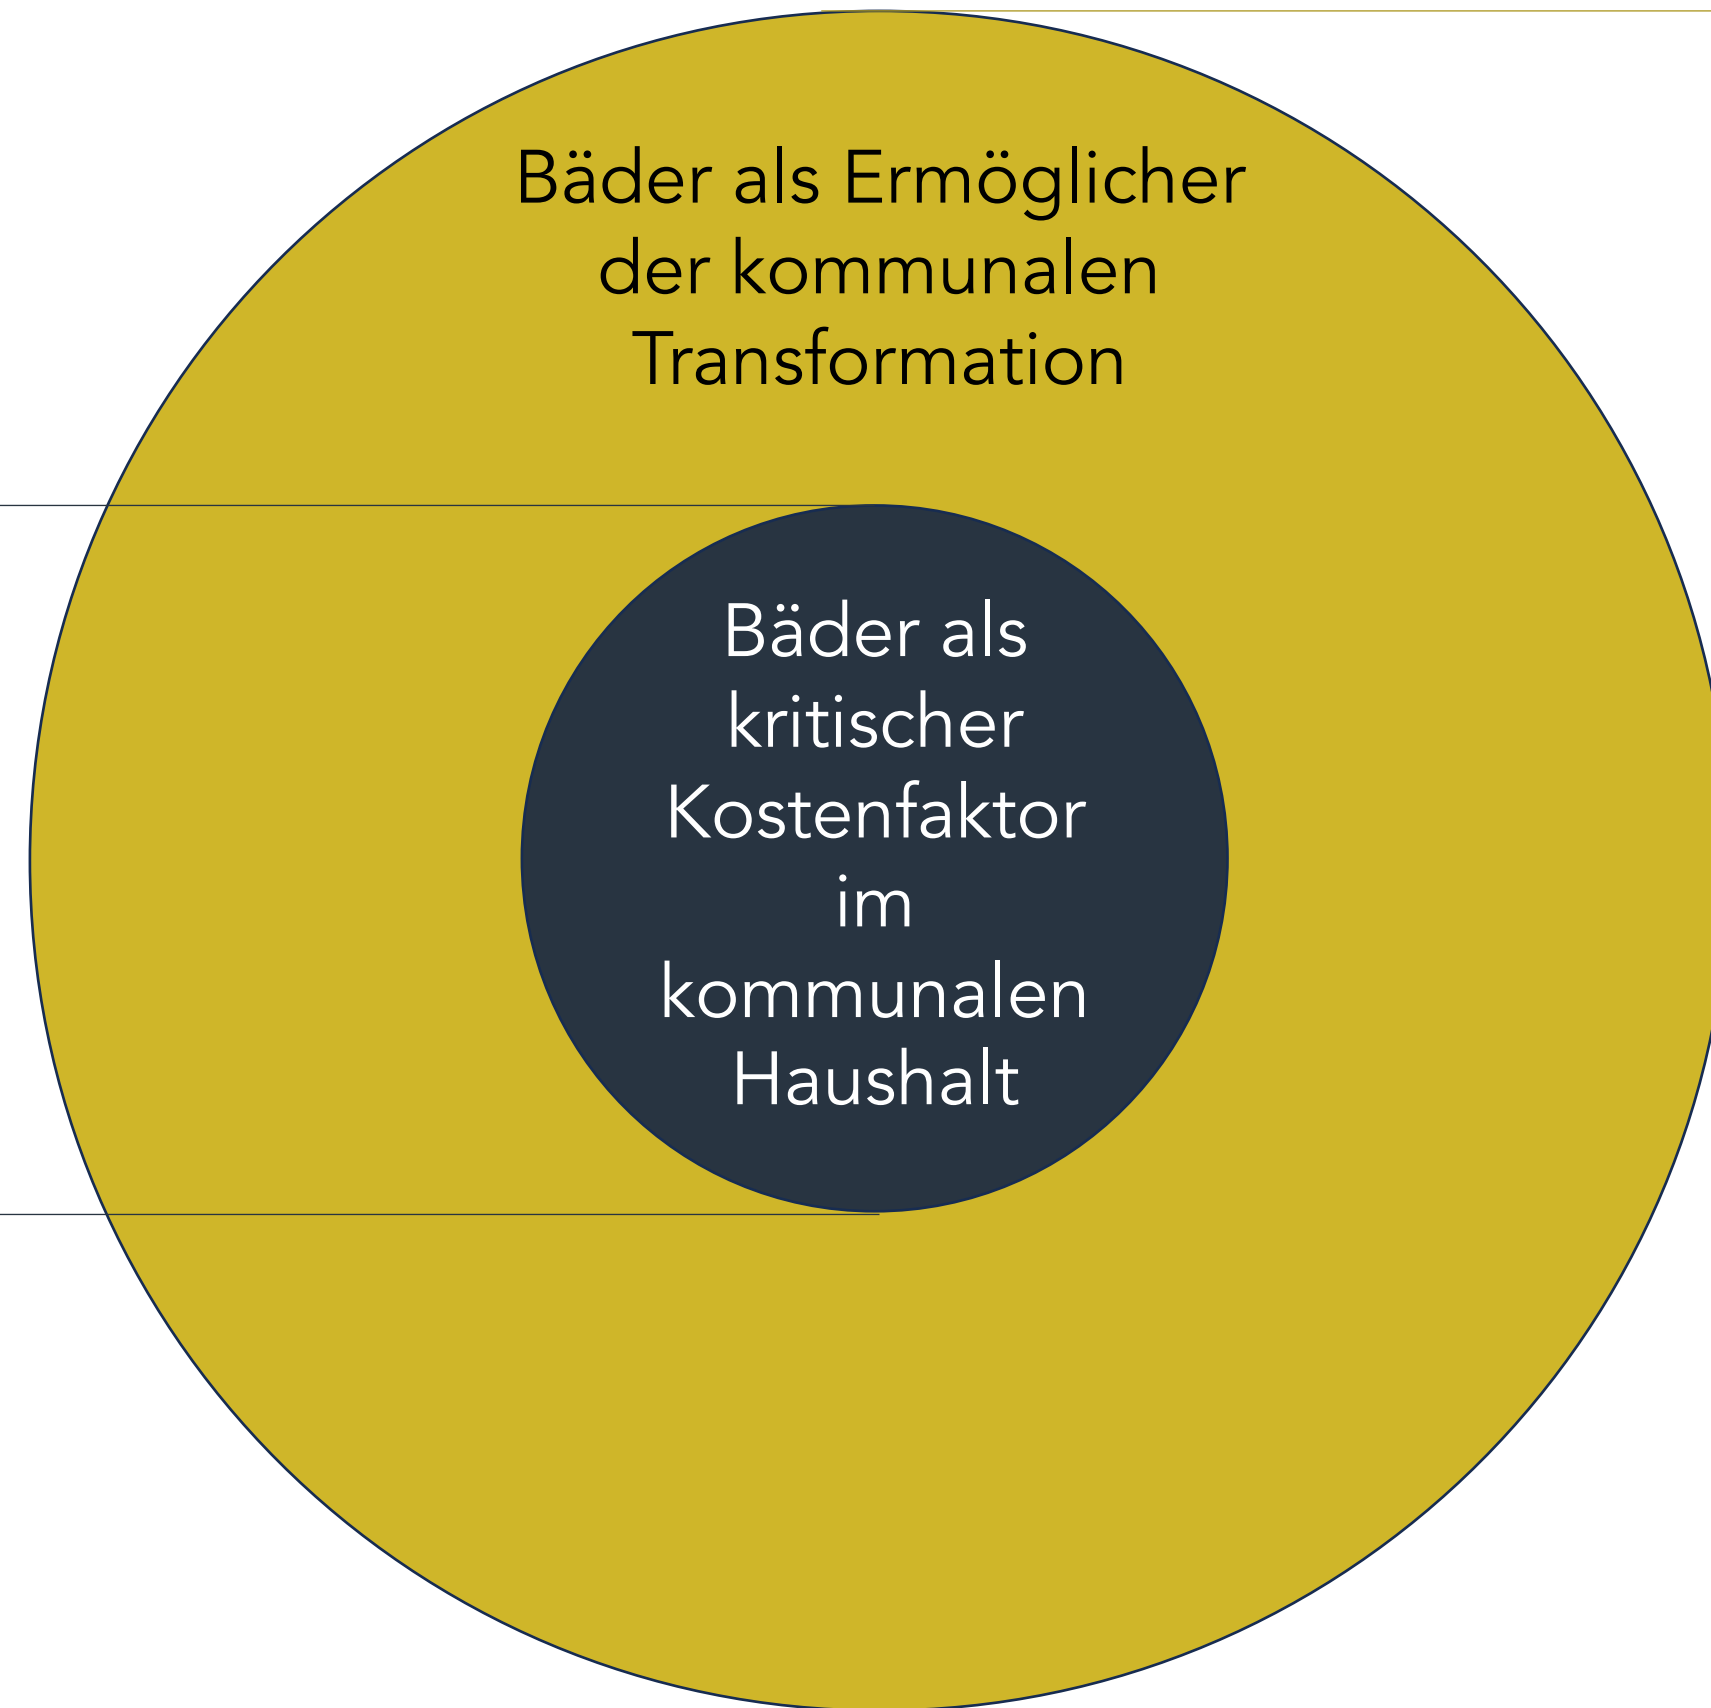 Bäder als Ermöglicher
der kommunalen
Transformation
Bäder als
kritischer
Kostenfaktor
im
kommunalen
Haushalt